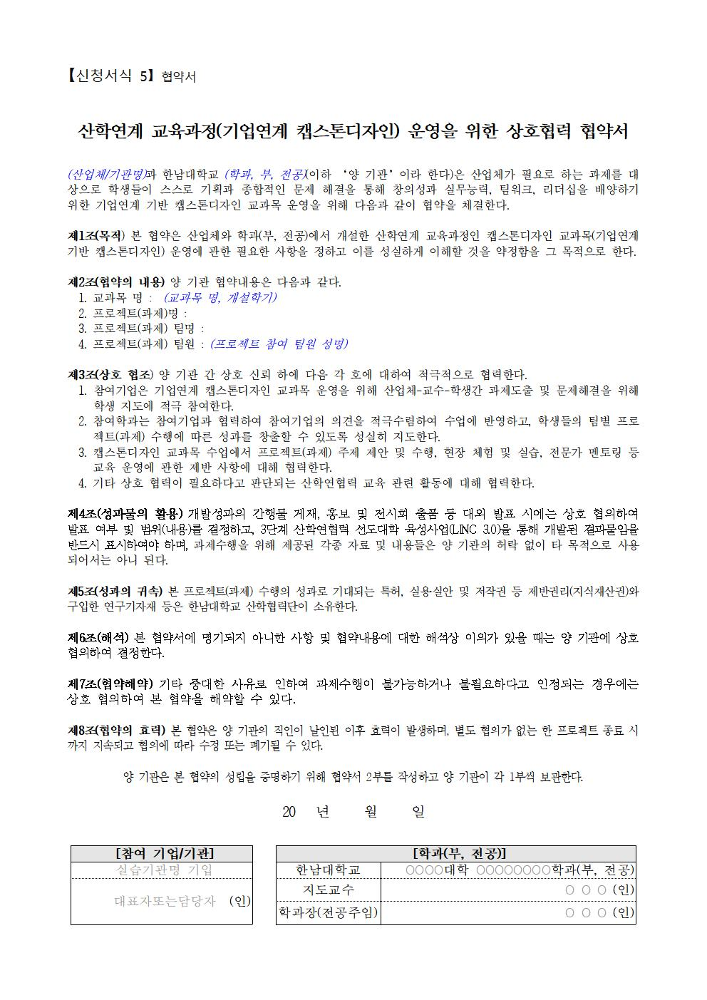 【신청서식 5】 협약서
산학연계 교육과정(기업연계 캡스톤디자인) 운영을 위한 상호협력 협약서
(산업체/기관명)과 한남대학교 (학과, 부, 전공)(이하 ‘양 기관’이라 한다)은 산업체가 필요로 하는 과제를 대
상으로 학생들이 스스로 기획과 종합적인 문제 해결을 통해 창의성과 실무능력, 팀워크, 리더십을 배양하기
위한 기업연계 기반 캡스톤디자인 교과목 운영을 위해 다음과 같이 협약을 체결한다.
제1조(목적) 본 협약은 산업체와 학과(부, 전공)에서 개설한 산학연계 교육과정인 캡스톤디자인 교과목(기업연계
기반 캡스톤디자인) 운영에 관한 필요한 사항을 정하고 이를 성실하게 이해할 것을 약정함을 그 목적으로 한다.
제2조(협약의 내용) 양 기관 협약내용은 다음과 같다.
1. 교과목 명 : (교과목 명, 개설학기)
2. 프로젝트(과제)명 :
3. 프로젝트(과제) 팀명 :
4. 프로젝트(과제) 팀원 : (프로젝트 참여 팀원 성명)
제3조(상호 협조) 양 기관 간 상호 신뢰 하에 다음 각 호에 대하여 적극적으로 협력한다.
1. 참여기업은 기업연계 캡스톤디자인 교과목 운영을 위해 산업체-교수-학생간 과제도출 및 문제해결을 위해
학생 지도에 적극 참여한다.
2. 참여학과는 참여기업과 협력하여 참여기업의 의견을 적극수렴하여 수업에 반영하고, 학생들의 팀별 프로
젝트(과제) 수행에 따른 성과를 창출할 수 있도록 성실히 지도한다.
3. 캡스톤디자인 교과목 수업에서 프로젝트(과제) 주제 제안 및 수행, 현장 체험 및 실습, 전문가 멘토링 등
교육 운영에 관한 제반 사항에 대해 협력한다.
4. 기타 상호 협력이 필요하다고 판단되는 산학연협력 교육 관련 활동에 대해 협력한다.
제4조(성과물의 활용) 개발성과의 간행물 게재, 홍보 및 전시회 출품 등 대외 발표 시에는 상호 협의하여
발표 여부 및 범위(내용)를 결정하고, 3단계 산학연협력 선도대학 육성사업(LINC 3.0)을 통해 개발된 결과물임을
반드시 표시하여야 하며, 과제수행을 위해 제공된 각종 자료 및 내용들은 양 기관의 허락 없이 타 목적으로 사용
되어서는 아니 된다.
제5조(성과의 귀속) 본 프로젝트(과제) 수행의 성과로 기대되는 특허, 실용·실안 및 저작권 등 제반권리(지식재산권)와
구입한 연구기자재 등은 한남대학교 산학협력단이 소유한다.
제6조(해석) 본 협약서에 명기되지 아니한 사항 및 협약내용에 대한 해석상 이의가 있을 때는 양 기관에 상호
협의하여 결정한다.
제7조(협약해약) 기타 중대한 사유로 인하여 과제수행이 불가능하거나 불필요하다고 인정되는 경우에는
상호 협의하여 본 협약을 해약할 수 있다.
제8조(협약의 효력) 본 협약은 양 기관의 직인이 날인된 이후 효력이 발생하며, 별도 협의가 없는 한 프로젝트 종료 시
까지 지속되고 협의에 따라 수정 또는 폐기될 수 있다.
양 기관은 본 협약의 성립을 증명하기 위해 협약서 2부를 작성하고 양 기관이 각 1부씩 보관한다.
20 년 월 일
[참여 기업/기관]
실습기관명 기입
대표자또는담당자 (인)
[학과(부, 전공)]
한남대학교 ○○○○대학 ○○○○○○○○학과(부, 전공)
지도교수 ○ ○ ○ (인)
학과장(전공주임) ○ ○ ○ (인)